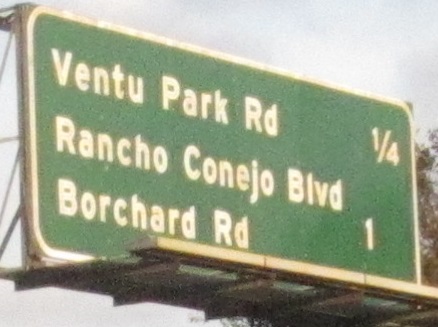 Ventu Park Rd 1/4
Rancho Conejo Blvd
Borchard Rd 1